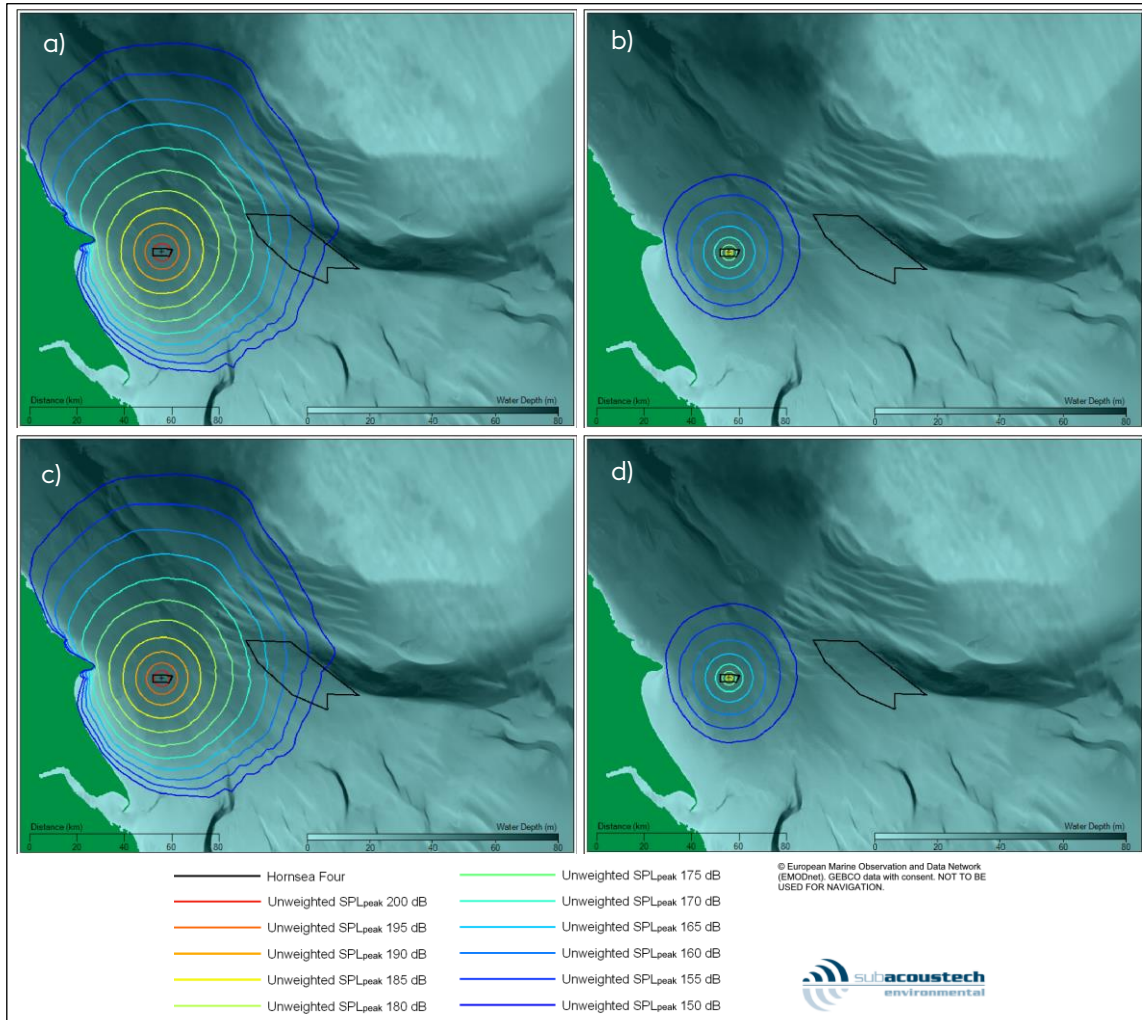 a)
b)
Distance (km)
0 20 40 60 80
Water Depth (m)
0 20 40 60 80
Distance (km)
0 20 40 60 80
Water Depth (m)
0 20 40 60 80
c)
d)
Distance (km)
0 20 40 60 80
Water Depth (m)
0 20 40 60 80
Distance (km)
0 20 40 60 80
Water Depth (m)
0 20 40 60 80
Hornsea Four
Unweighted SPLpeak 200 dB
Unweighted SPLpeak 195 dB
Unweighted SPLpeak 190 dB
Unweighted SPLpeak 185 dB
Unweighted SPLpeak 180 dB
Unweighted SPLpeak 175 dB
Unweighted SPLpeak 170 dB
Unweighted SPLpeak 165 dB
Unweighted SPLpeak 160 dB
Unweighted SPLpeak 155 dB
Unweighted SPLpeak 150 dB
© European Marine Observation and Data Network
(EMODnet). GEBCO data with consent. NOT TO BE
USED FOR NAVIGATION.
subacoustech
environmental